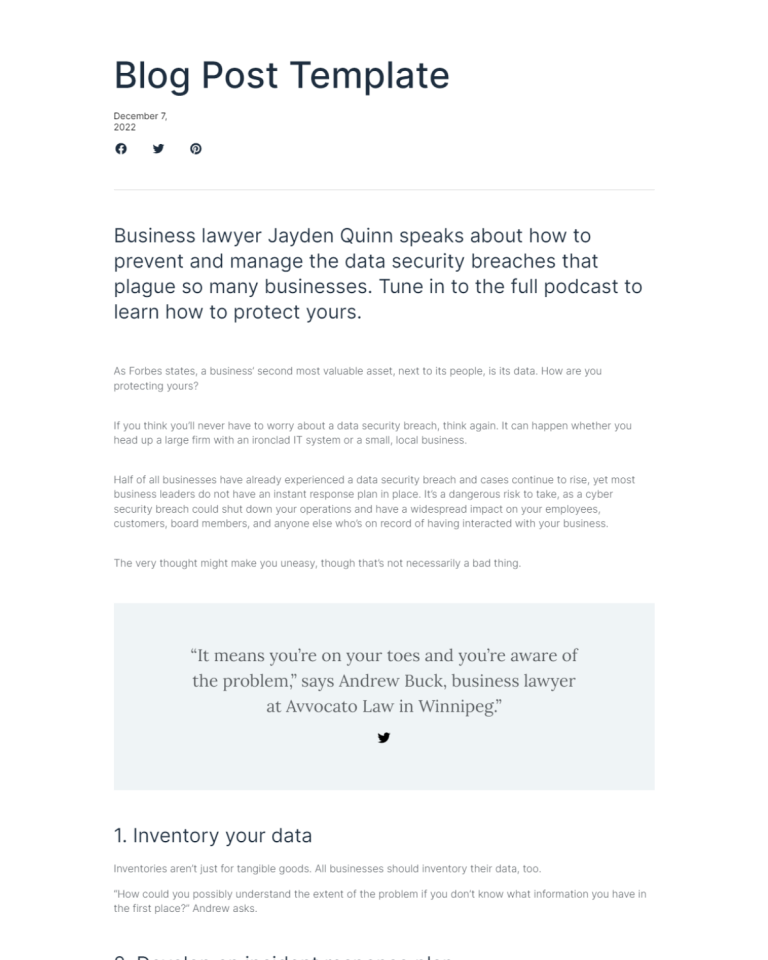 Blog Post Template
December 7,
2022
Business lawyer Jayden Quinn speaks about how to
prevent and manage the data security breaches that
plague so many businesses. Tune in to the full podcast to
learn how to protect yours.
As Forbes states, a business’ second most valuable asset, next to its people, is its data. How are you
protecting yours?
If you think you’ll never have to worry about a data security breach, think again. It can happen whether you
head up a large firm with an ironclad IT system or a small, local business.
Half of all businesses have already experienced a data security breach and cases continue to rise, yet most
business leaders do not have an instant response plan in place. It’s a dangerous risk to take, as a cyber
security breach could shut down your operations and have a widespread impact on your employees,
customers, board members, and anyone else who’s on record of having interacted with your business.
The very thought might make you uneasy, though that’s not necessarily a bad thing.
“It means you’re on your toes and you’re aware of
the problem,” says Andrew Buck, business lawyer
at Avvocato Law in Winnipeg.”
1. Inventory your data
Inventories aren’t just for tangible goods. All businesses should inventory their data, too.
“How could you possibly understand the extent of the problem if you don’t know what information you have in
the first place?” Andrew asks.
2. Develop an incident response plan